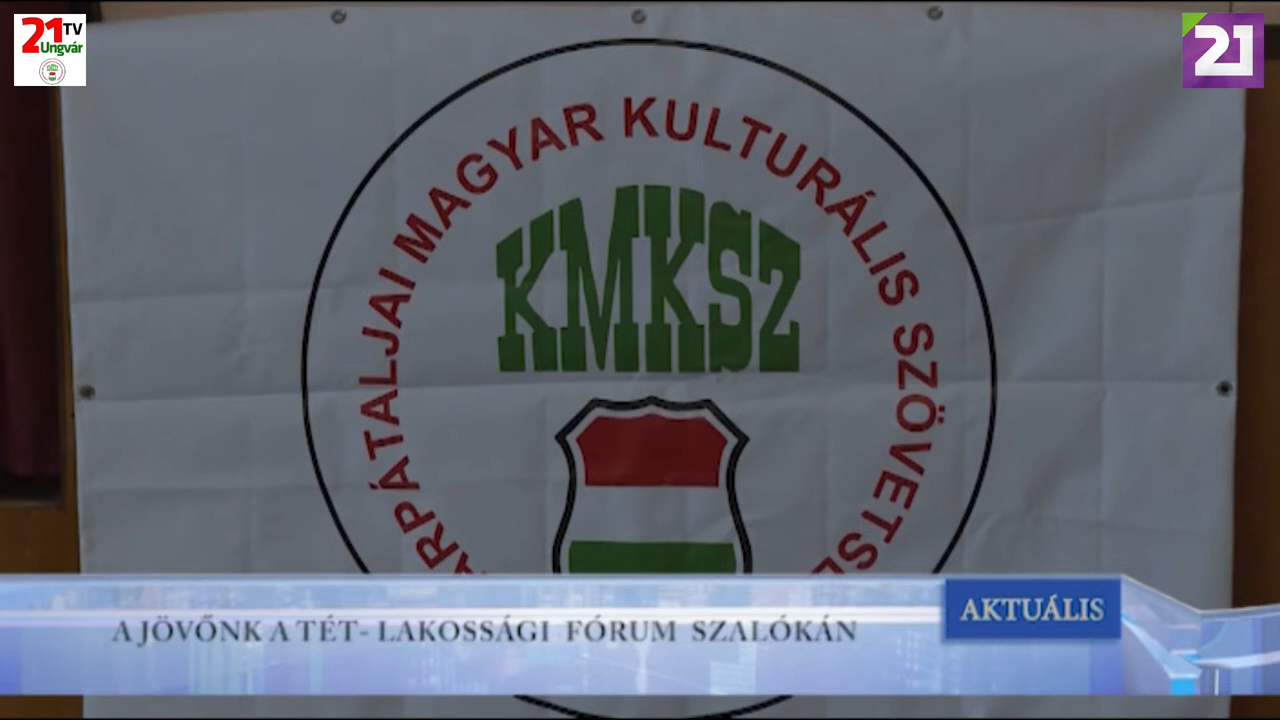 21 TV
Ungvár
21
KÁRPÁTALJAI MAGYAR KULTURÁLIS SZÖVETSÉG
KMKSZ
AKTUÁLIS
A JÖVŐNK A TÉT - LAKOSSÁGI FÓRUM SZALÓKÁN